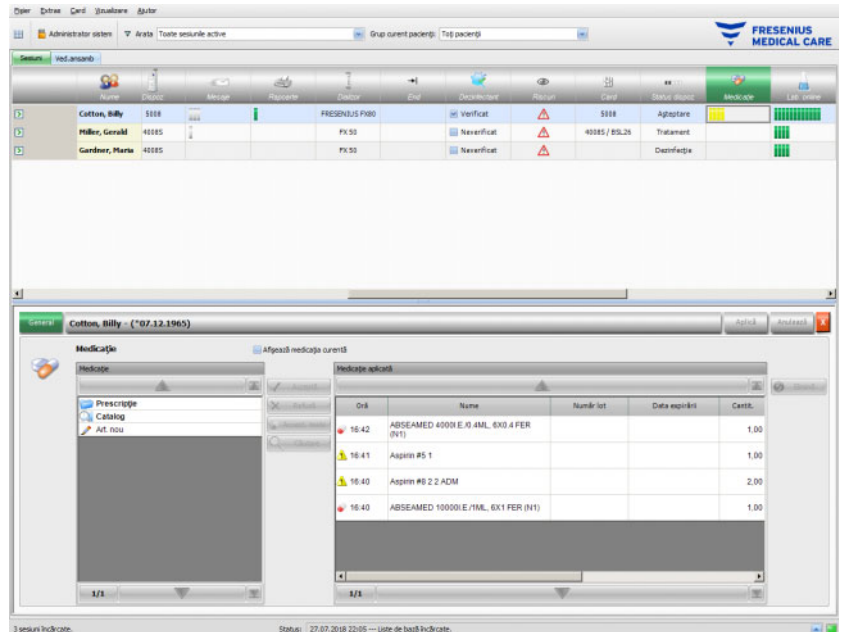 Fișier Extras Card Vizualizare Ajutor
Administrator sistem Arata Toate sesiunile active Grup curent pacienți: Toți pacienții
FRESENIUS
MEDICAL CARE
Sesiuni Ved.ansamb
Nume Dispoz Mesaje Rapoarte Dializor End Dezinfectant Riscuri Card Status dispoz Medicație List. online
Cotton, Billy 5008 FRESENIUS FX80 Verificat 5008 Așteptare
Miller, Gerald 4008S FX 50 Neverificat 4008S / BSL26 Tratament
Gardner, Maria 4008S FX 50 Neverificat Dezinfecție
General Cotton, Billy - (*07.12.1965) Aplică Anulează X
Medicație Afișează medicația curentă
Medicație Medicație aplicată
Prescripție
Catalog
Art. nou
Oră Nume Număr lot Data expirării Cantit.
16:42 ABSEAMED 4000I.E./0.4ML, 6X0.4 FER
(N1) 1,00
16:41 Aspirin #5 1 1,00
16:40 Aspirin #8 2 2 ADM 2,00
16:40 ABSEAMED 10000I.E./1ML, 6X1 FER (N1) 1,00
1/1 1/1
3 sesiuni încărcate. Status: 27.07.2018 22:05 --- Liste de bază încărcate.